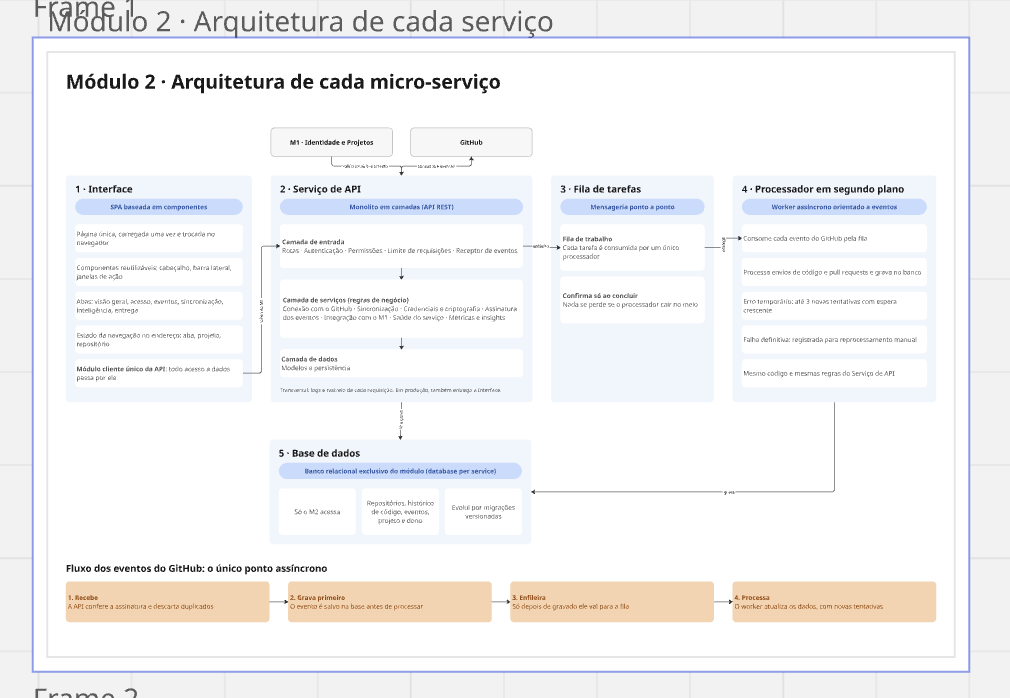 Frame 1
Módulo 2 · Arquitetura de cada serviço
Módulo 2 · Arquitetura de cada micro-serviço
M1 · Identidade e Projetos
GitHub
1 · Interface
SPA baseada em componentes
Página única, carregada uma vez e trocada no
navegador
Componentes reutilizáveis: cabeçalho, barra lateral,
janelas de ação
Abas: visão geral, acesso, eventos, sincronização,
inteligência, entrega
Estado da navegação no endereço: aba, projeto,
repositório
Módulo cliente único da API: todo acesso a dados
passa por ele
2 · Serviço de API
Monolito em camadas (API REST)
Camada de entrada
Rotas · Autenticação · Permissões · Limite de requisições · Receptor de eventos
Camada de serviços (regras de negócio)
Conexão com o GitHub · Sincronização · Credenciais e criptografia · Assinatura
dos eventos · Integração com o M1 · Saúde do serviço · Métricas e insights
Camada de dados
Modelos e persistência
Transversal: logs e rastreio de cada requisição. Em produção, também entrega a Interface.
3 · Fila de tarefas
Mensageria ponto a ponto
Fila de trabalho
Cada tarefa é consumida por um único
processador
Confirma só ao concluir
Nada se perde se o processador cair no meio
4 · Processador em segundo plano
Worker assíncrono orientado a eventos
Consome cada evento do GitHub pela fila
Processa envios de código e pull requests e grava no banco
Erro temporário: até 3 novas tentativas com espera
crescente
Falha definitiva: registrada para reprocessamento manual
Mesmo código e mesmas regras do Serviço de API
5 · Base de dados
Banco relacional exclusivo do módulo (database per service)
Só o M2 acessa
Repositórios, histórico
de código, eventos,
projeto e dono
Evolui por migrações
versionadas
Fluxo dos eventos do GitHub: o único ponto assíncrono
1. Recebe
A API confere a assinatura e descarta duplicados
2. Grava primeiro
O evento é salvo na base antes de processar
3. Enfileira
Só depois de gravado ele vai para a fila
4. Processa
O worker atualiza os dados, com novas tentativas
Frame 2